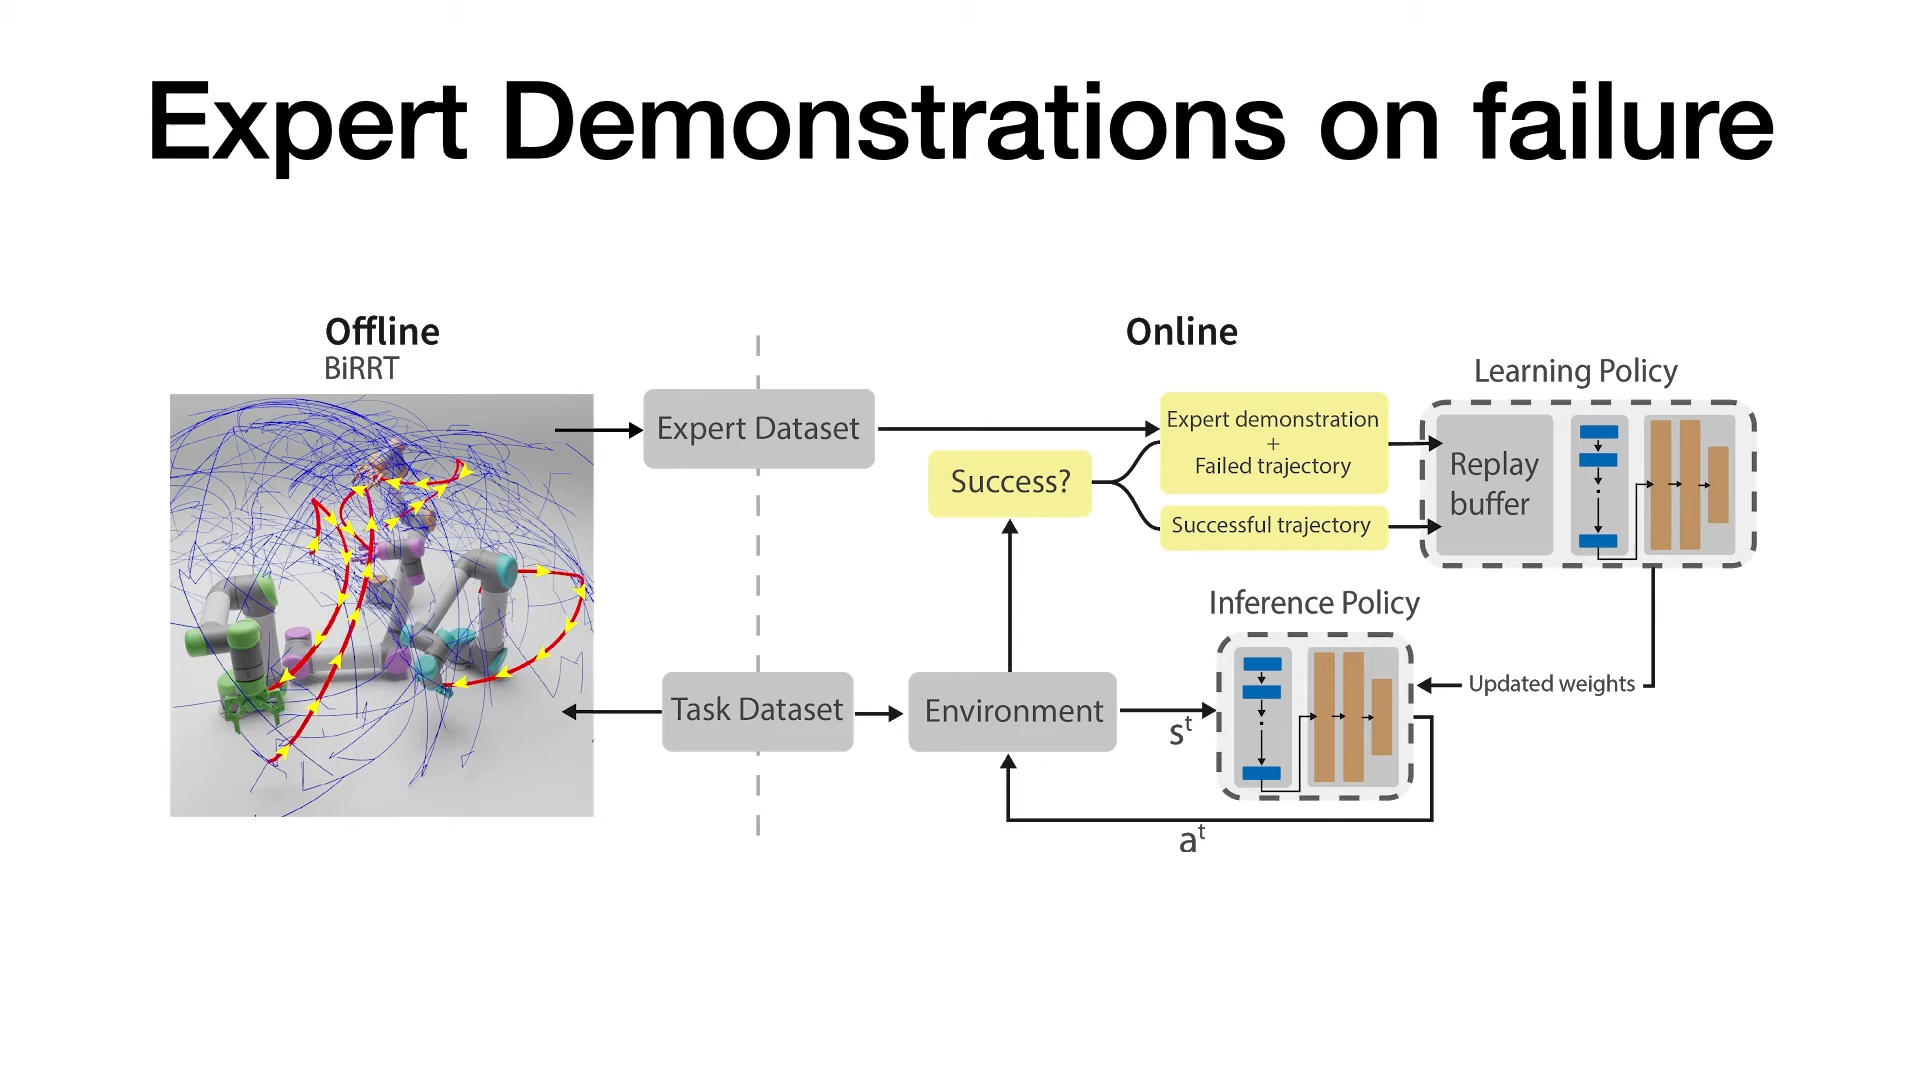 Expert Demonstrations on failure
Offline
BiRRT
Online
Learning Policy
Expert Dataset
Expert demonstration
+
Failed trajectory
Success?
Replay
buffer
Successful trajectory
Inference Policy
Updated weights
Task Dataset
Environment
sᵗ
aᵗ